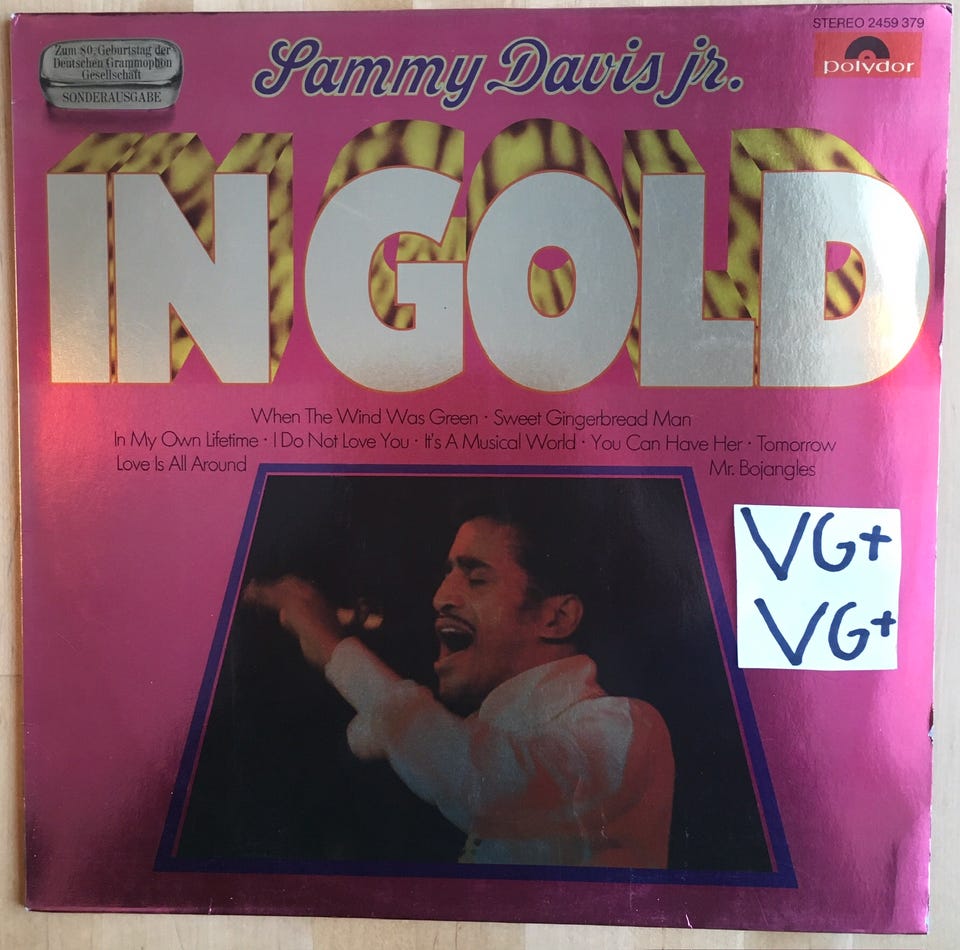 STEREO 2459 379
Zum 80. Geburtstag der
Deutschen Grammophon
Gesellschaft
SONDERAUSGABE
Sammy Davis jr.
polydor
IN GOLD
When The Wind Was Green · Sweet Gingerbread Man
In My Own Lifetime · I Do Not Love You · It's A Musical World · You Can Have Her · Tomorrow
Love Is All Around
Mr. Bojangles
VG+
VG+